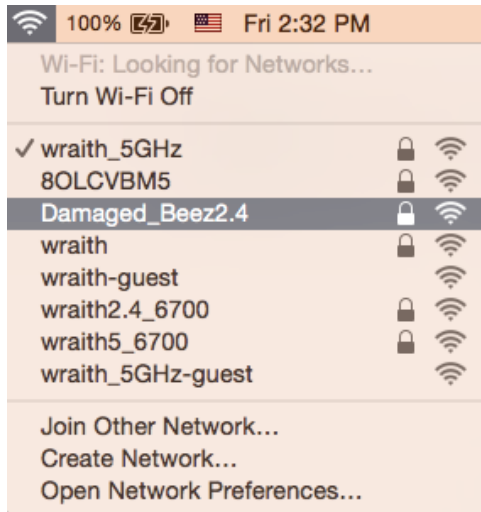 100% Fri 2:32 PM
Wi-Fi: Looking for Networks...
Turn Wi-Fi Off
wraith_5GHz
8OLCVBM5
Damaged_Beez2.4
wraith
wraith-guest
wraith2.4_6700
wraith5_6700
wraith_5GHz-guest
Join Other Network...
Create Network...
Open Network Preferences...